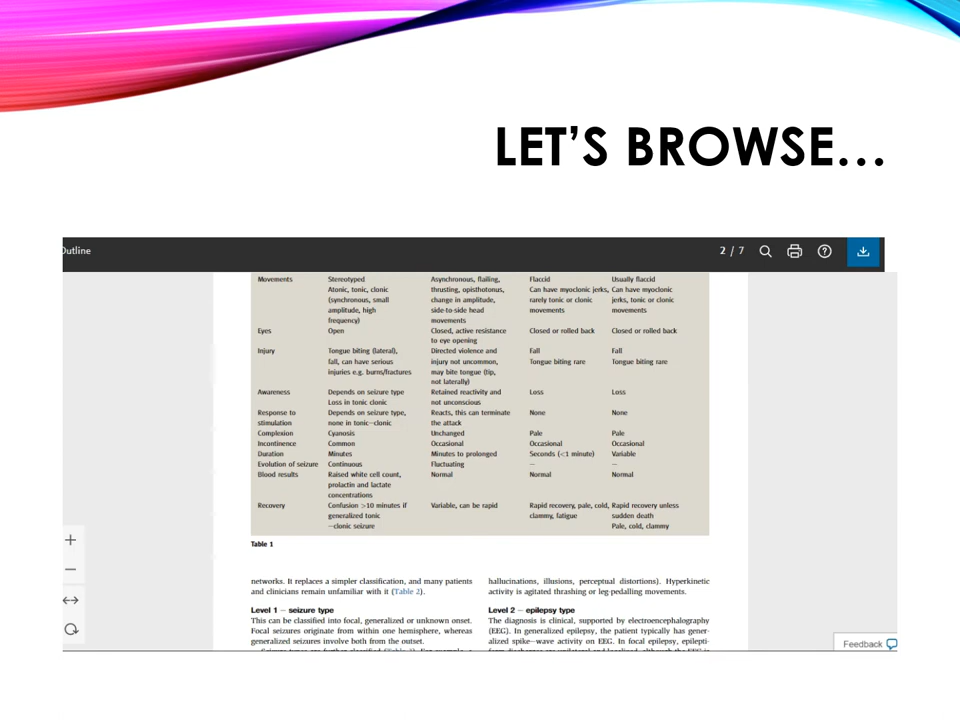 LET'S BROWSE…
Outline
2 / 7
Movements Stereotyped Asynchronous, flailing, Flaccid Usually flaccid
Atonic, tonic, clonic thrusting, opisthotonus, Can have myoclonic jerks, Can have myoclonic
(synchronous, small change in amplitude, rarely tonic or clonic jerks, tonic or clonic
amplitude, high side-to-side head movements movements
frequency) movements
Eyes Open Closed, active resistance Closed or rolled back Closed or rolled back
to eye opening
Injury Tongue biting (lateral), Directed violence and Fall Fall
fall, can have serious injury not uncommon, Tongue biting rare Tongue biting rare
injuries e.g. burns/fractures may bite tongue (tip,
not laterally)
Awareness Depends on seizure type Retained reactivity and Loss Loss
Loss in tonic clonic not unconscious
Response to Depends on seizure type, Reacts, this can terminate None None
stimulation none in tonic–clonic the attack
Complexion Cyanosis Unchanged Pale Pale
Incontinence Common Occasional Occasional Occasional
Duration Minutes Minutes to prolonged Seconds (<1 minute) Variable
Evolution of seizure Continuous Fluctuating – –
Blood results Raised white cell count, Normal Normal Normal
prolactin and lactate
concentrations
Recovery Confusion >10 minutes if Variable, can be rapid Rapid recovery, pale, cold, Rapid recovery unless
generalized tonic clammy, fatigue sudden death
–clonic seizure Pale, cold, clammy
Table 1
networks. It replaces a simpler classification, and many patients
and clinicians remain unfamiliar with it (Table 2).
Level 1 – seizure type
This can be classified into focal, generalized or unknown onset.
Focal seizures originate from within one hemisphere, whereas
generalized seizures involve both from the outset.
hallucinations, illusions, perceptual distortions). Hyperkinetic
activity is agitated thrashing or leg-pedalling movements.
Level 2 – epilepsy type
The diagnosis is clinical, supported by electroencephalography
(EEG). In generalized epilepsy, the patient typically has gener-
alized spike–wave activity on EEG. In focal epilepsy, epilepti-
Feedback